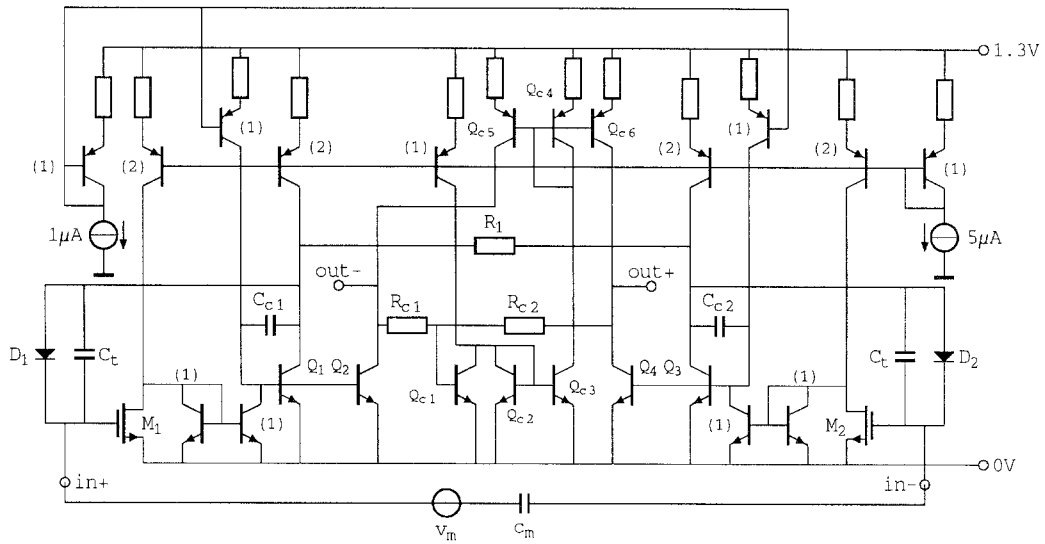 1.3V
Qc4
Qc5
Qc6
(1)
(2)
(1)
(2)
(1)
(2)
(1)
(2)
(1)
1µA
5µA
R1
out-
out+
Cc1
Rc1
Rc2
Cc2
D1
Ct
Q1
Q2
Q4
Q3
Ct
D2
(1)
Qc1
Qc2
Qc3
(1)
M1
(1)
(1)
M2
0V
in+
in-
Vm
Cm